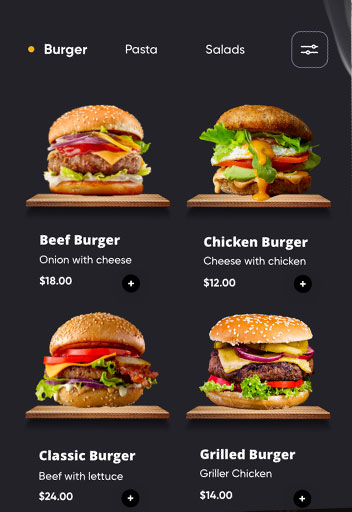 Burger Pasta Salads
Beef Burger
Onion with cheese
$18.00
+
Chicken Burger
Cheese with chicken
$12.00
+
Classic Burger
Beef with lettuce
$24.00
+
Grilled Burger
Griller Chicken
$14.00
+